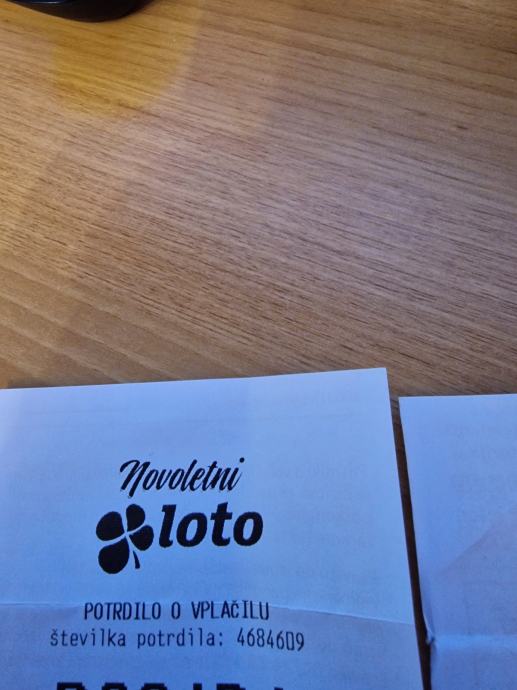 Novoletni
loto
POTRDILO O VPLAČILU
številka potrdila: 4684609